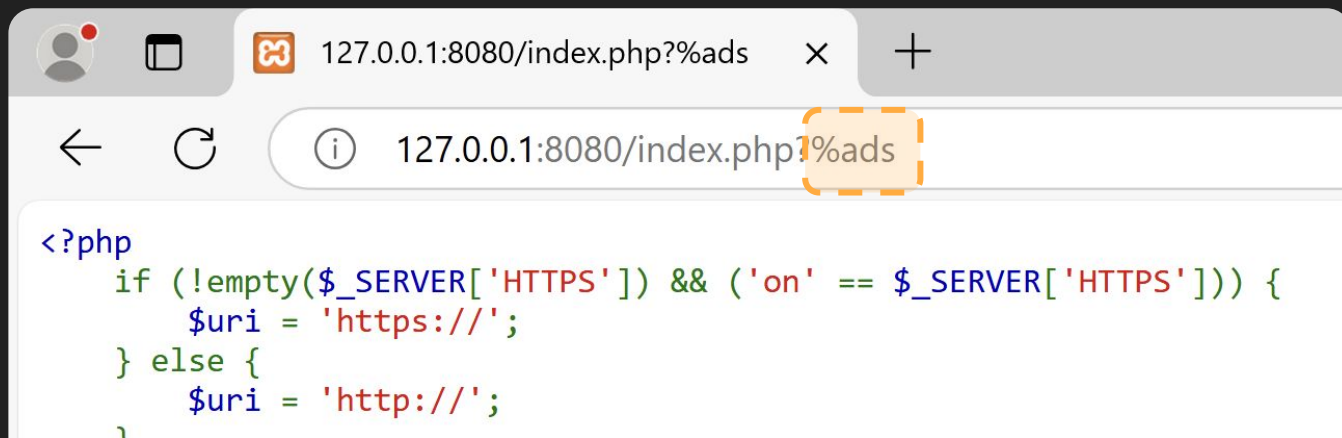 127.0.0.1:8080/index.php?%ads
127.0.0.1:8080/index.php?%ads
<?php
    if (!empty($_SERVER['HTTPS']) && ('on' == $_SERVER['HTTPS'])) {
        $uri = 'https://';
    } else {
        $uri = 'http://';
    }